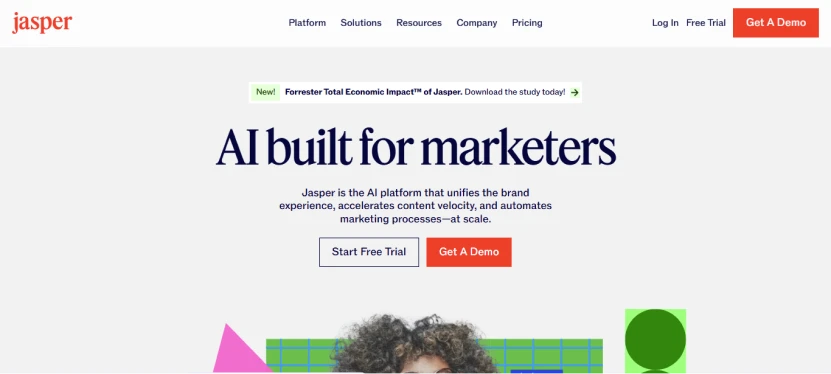 jasper
Platform Solutions Resources Company Pricing
Log In Free Trial Get A Demo
New! Forrester Total Economic Impact™ of Jasper. Download the study today!
AI built for marketers
Jasper is the AI platform that unifies the brand
experience, accelerates content velocity, and automates
marketing processes—at scale.
Start Free Trial Get A Demo